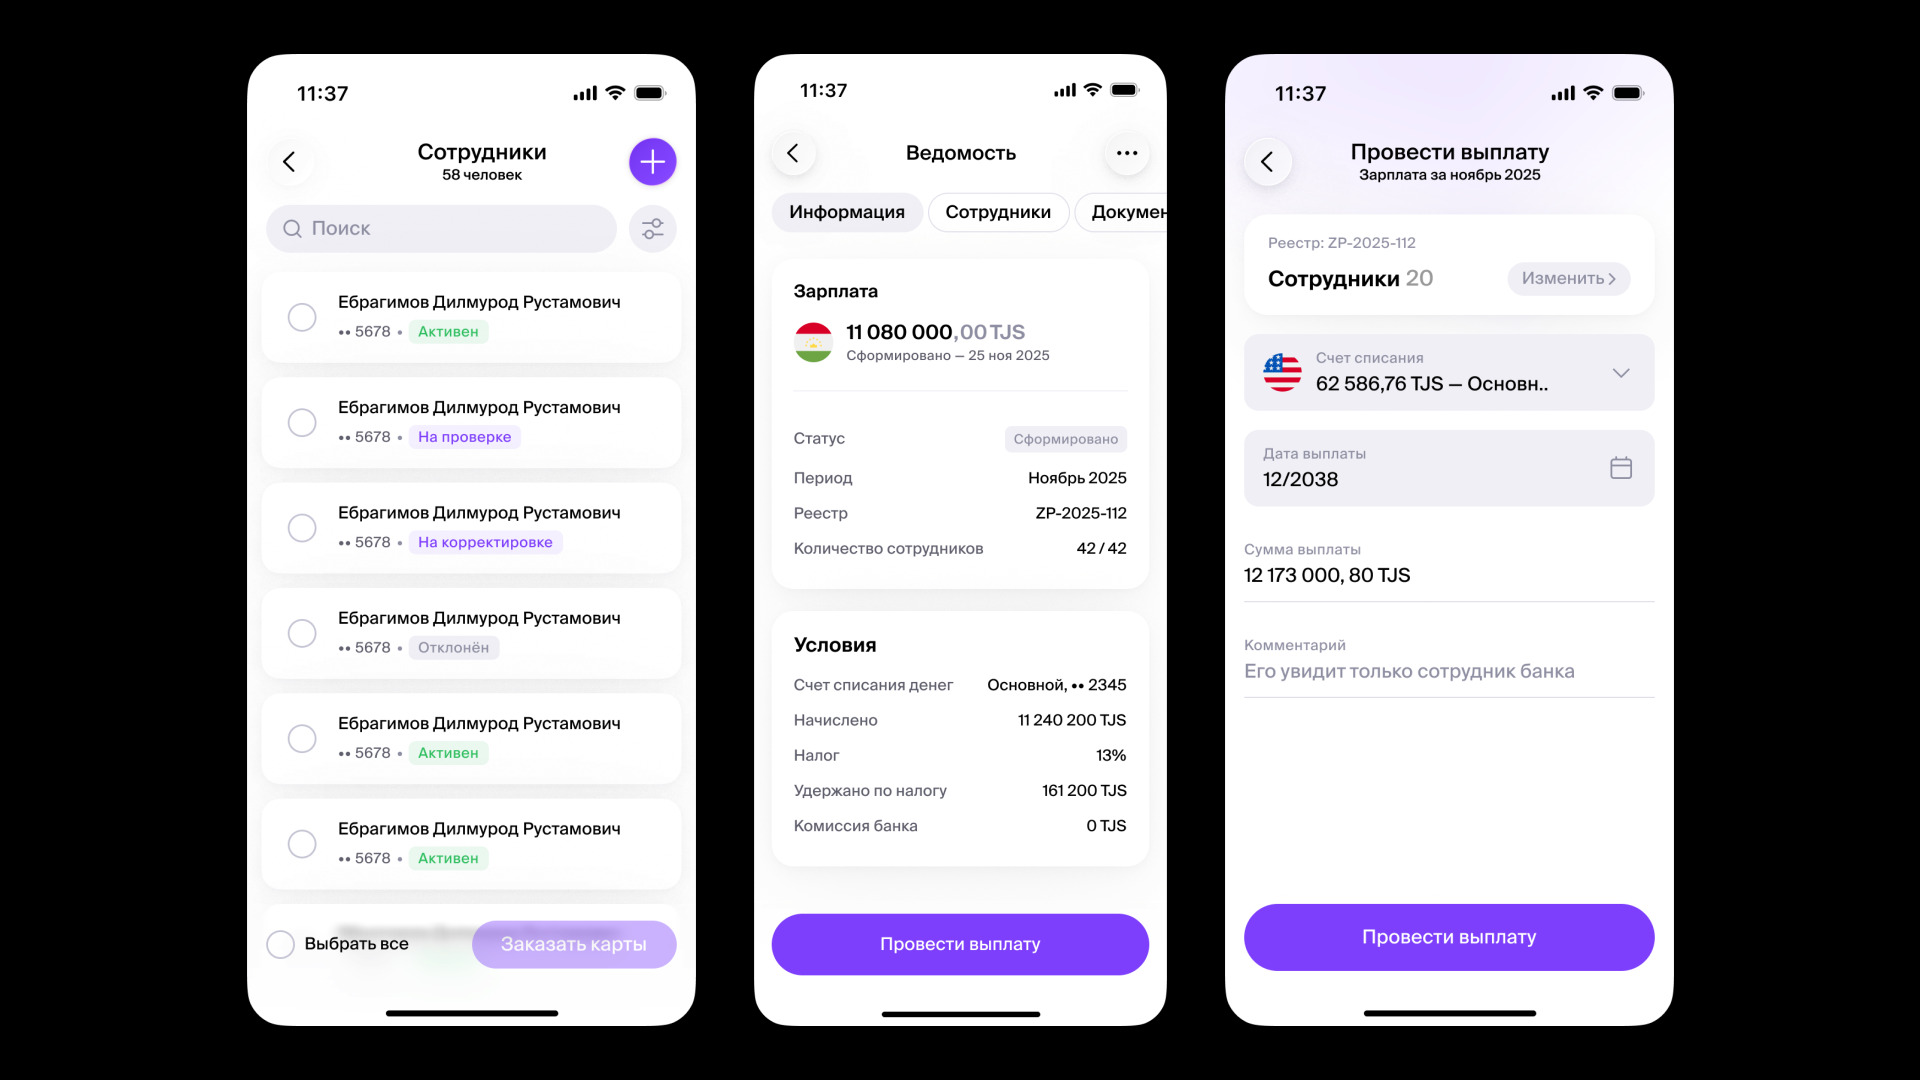 11:37
Сотрудники
58 человек
Поиск
Ебрагимов Дилмурод Рустамович
•• 5678 • Активен
Ебрагимов Дилмурод Рустамович
•• 5678 • На проверке
Ебрагимов Дилмурод Рустамович
•• 5678 • На корректировке
Ебрагимов Дилмурод Рустамович
•• 5678 • Отклонён
Ебрагимов Дилмурод Рустамович
•• 5678 • Активен
Ебрагимов Дилмурод Рустамович
•• 5678 • Активен
Выбрать все
Заказать карты
11:37
Ведомость
Информация
Сотрудники
Докумен
Зарплата
11 080 000,00 TJS
Сформировано — 25 ноя 2025
Статус Сформировано
Период Ноябрь 2025
Реестр ZP-2025-112
Количество сотрудников 42 / 42
Условия
Счет списания денег Основной, •• 2345
Начислено 11 240 200 TJS
Налог 13%
Удержано по налогу 161 200 TJS
Комиссия банка 0 TJS
Провести выплату
11:37
Провести выплату
Зарплата за ноябрь 2025
Реестр: ZP-2025-112
Сотрудники 20
Изменить
Счет списания
62 586,76 TJS — Основн..
Дата выплаты
12/2038
Сумма выплаты
12 173 000, 80 TJS
Комментарий
Его увидит только сотрудник банка
Провести выплату